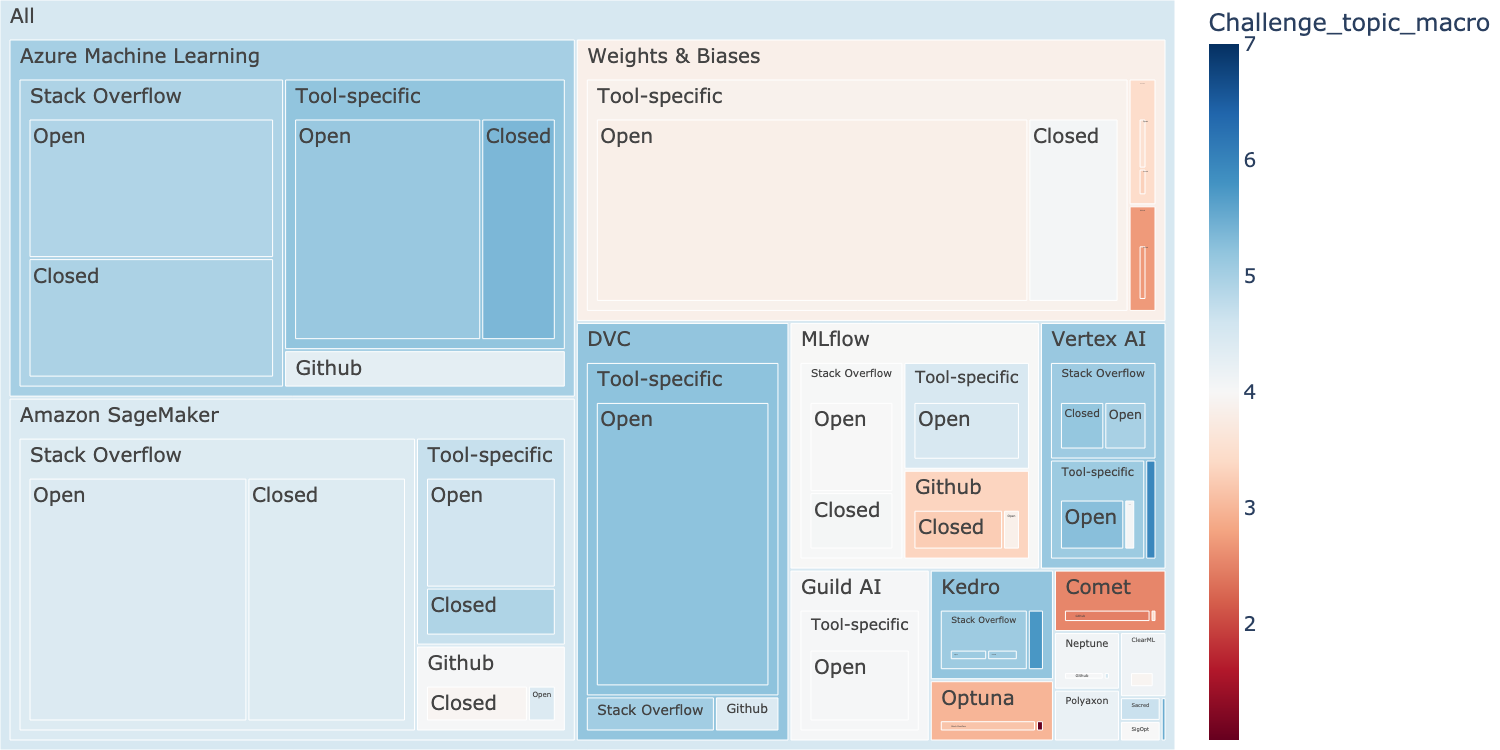 All
Challenge_topic_macro
Azure Machine Learning
Stack Overflow
Open
Closed
Tool-specific
Open
Closed
Github
Weights & Biases
Tool-specific
Open
Closed
Amazon SageMaker
Stack Overflow
Open
Closed
Tool-specific
Open
Closed
Github
Closed
Open
DVC
Tool-specific
Open
Stack Overflow
Github
MLflow
Stack Overflow
Open
Closed
Tool-specific
Open
Github
Closed
Open
Vertex AI
Stack Overflow
Closed
Open
Tool-specific
Open
Guild AI
Tool-specific
Open
Kedro
Stack Overflow
Optuna
Comet
Neptune
Github
ClearML
Polyaxon
Sacred
SigOpt
7
6
5
4
3
2